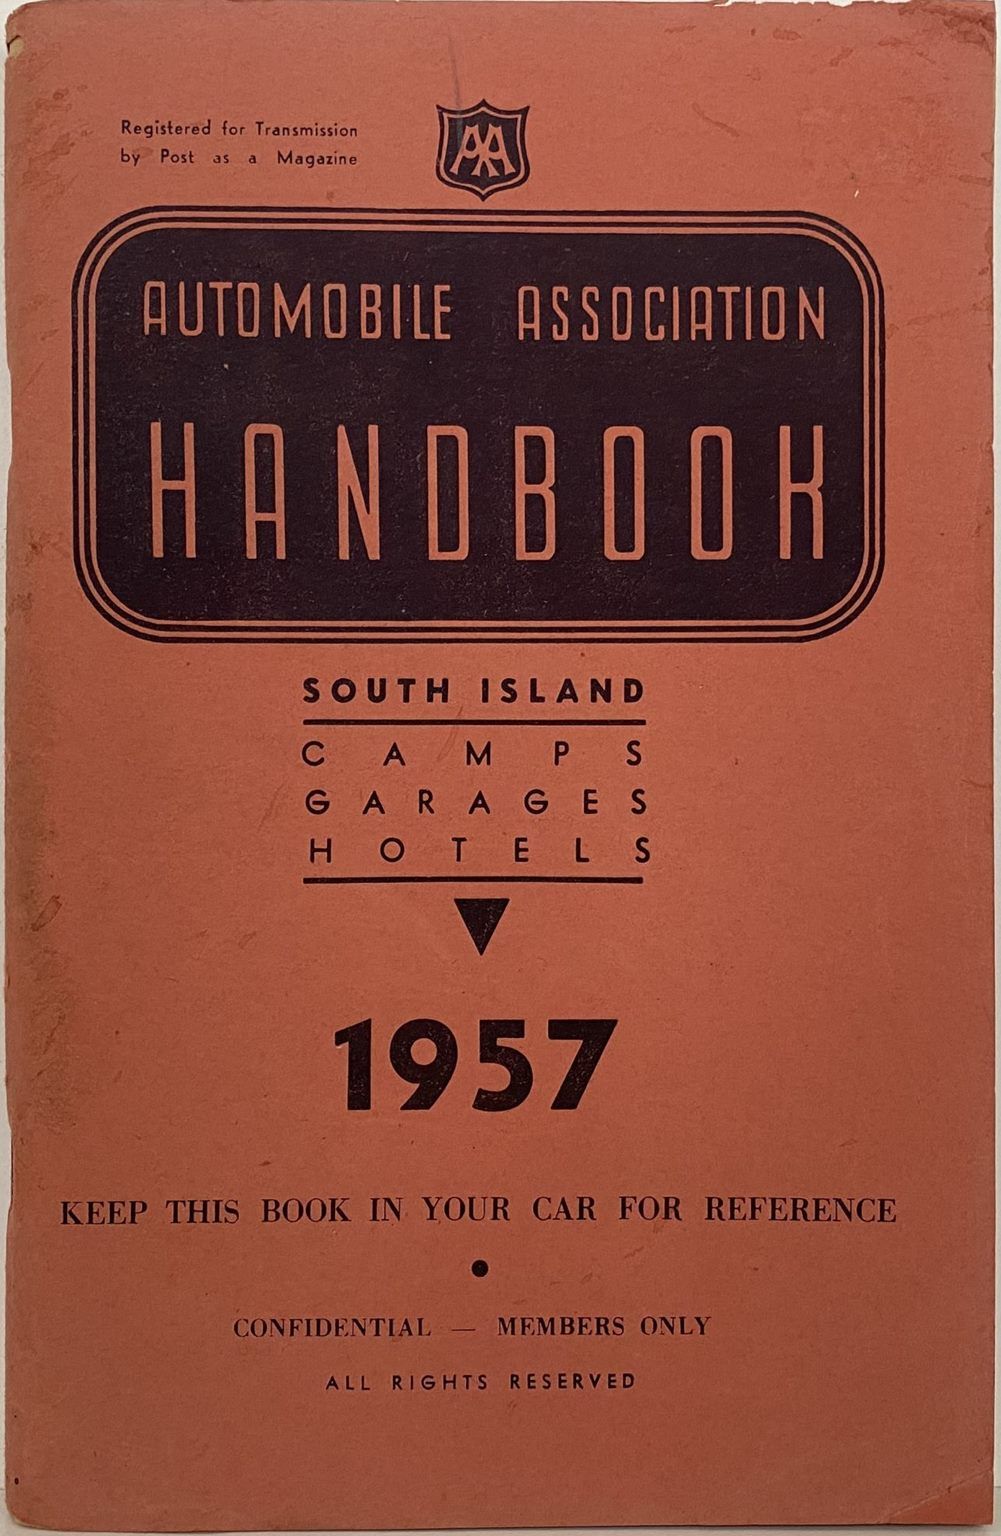 Registered for Transmission
by Post as a Magazine
AA
AUTOMOBILE ASSOCIATION
HANDBOOK
SOUTH ISLAND
CAMPS
GARAGES
HOTELS
1957
KEEP THIS BOOK IN YOUR CAR FOR REFERENCE
CONFIDENTIAL — MEMBERS ONLY
ALL RIGHTS RESERVED